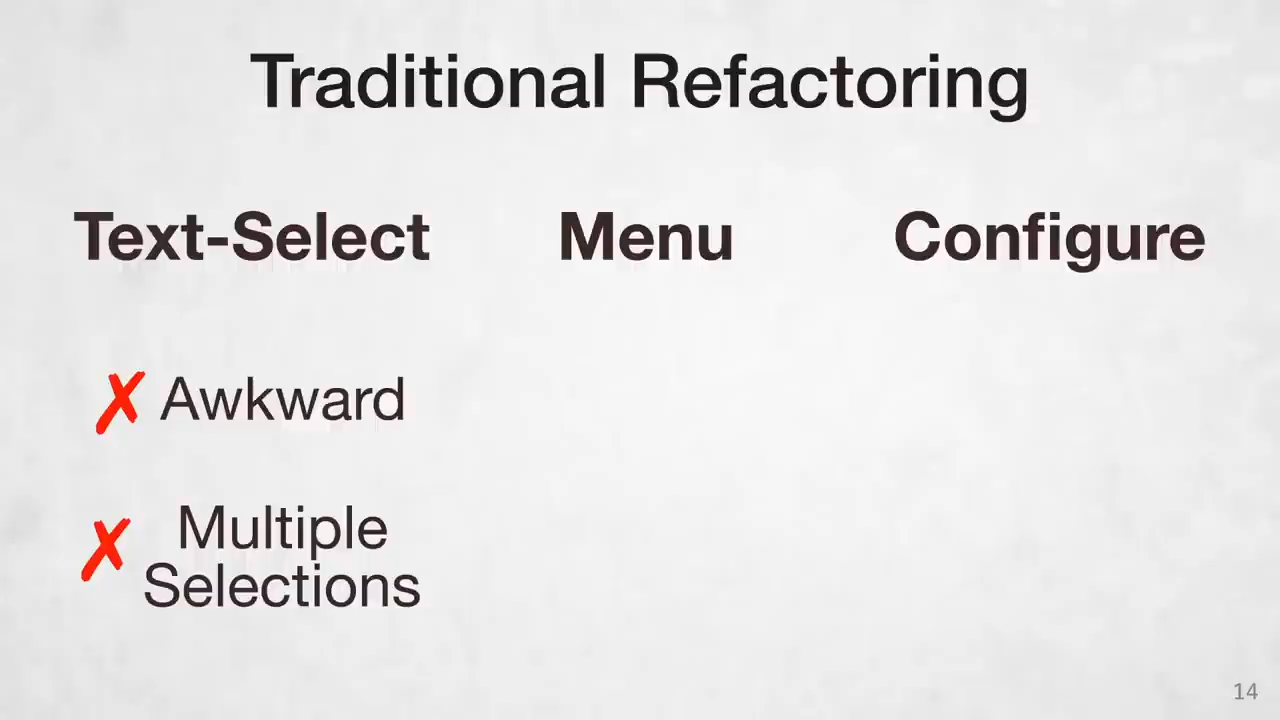 Traditional Refactoring
Text-Select Menu Configure
✗ Awkward
✗ Multiple
Selections
14